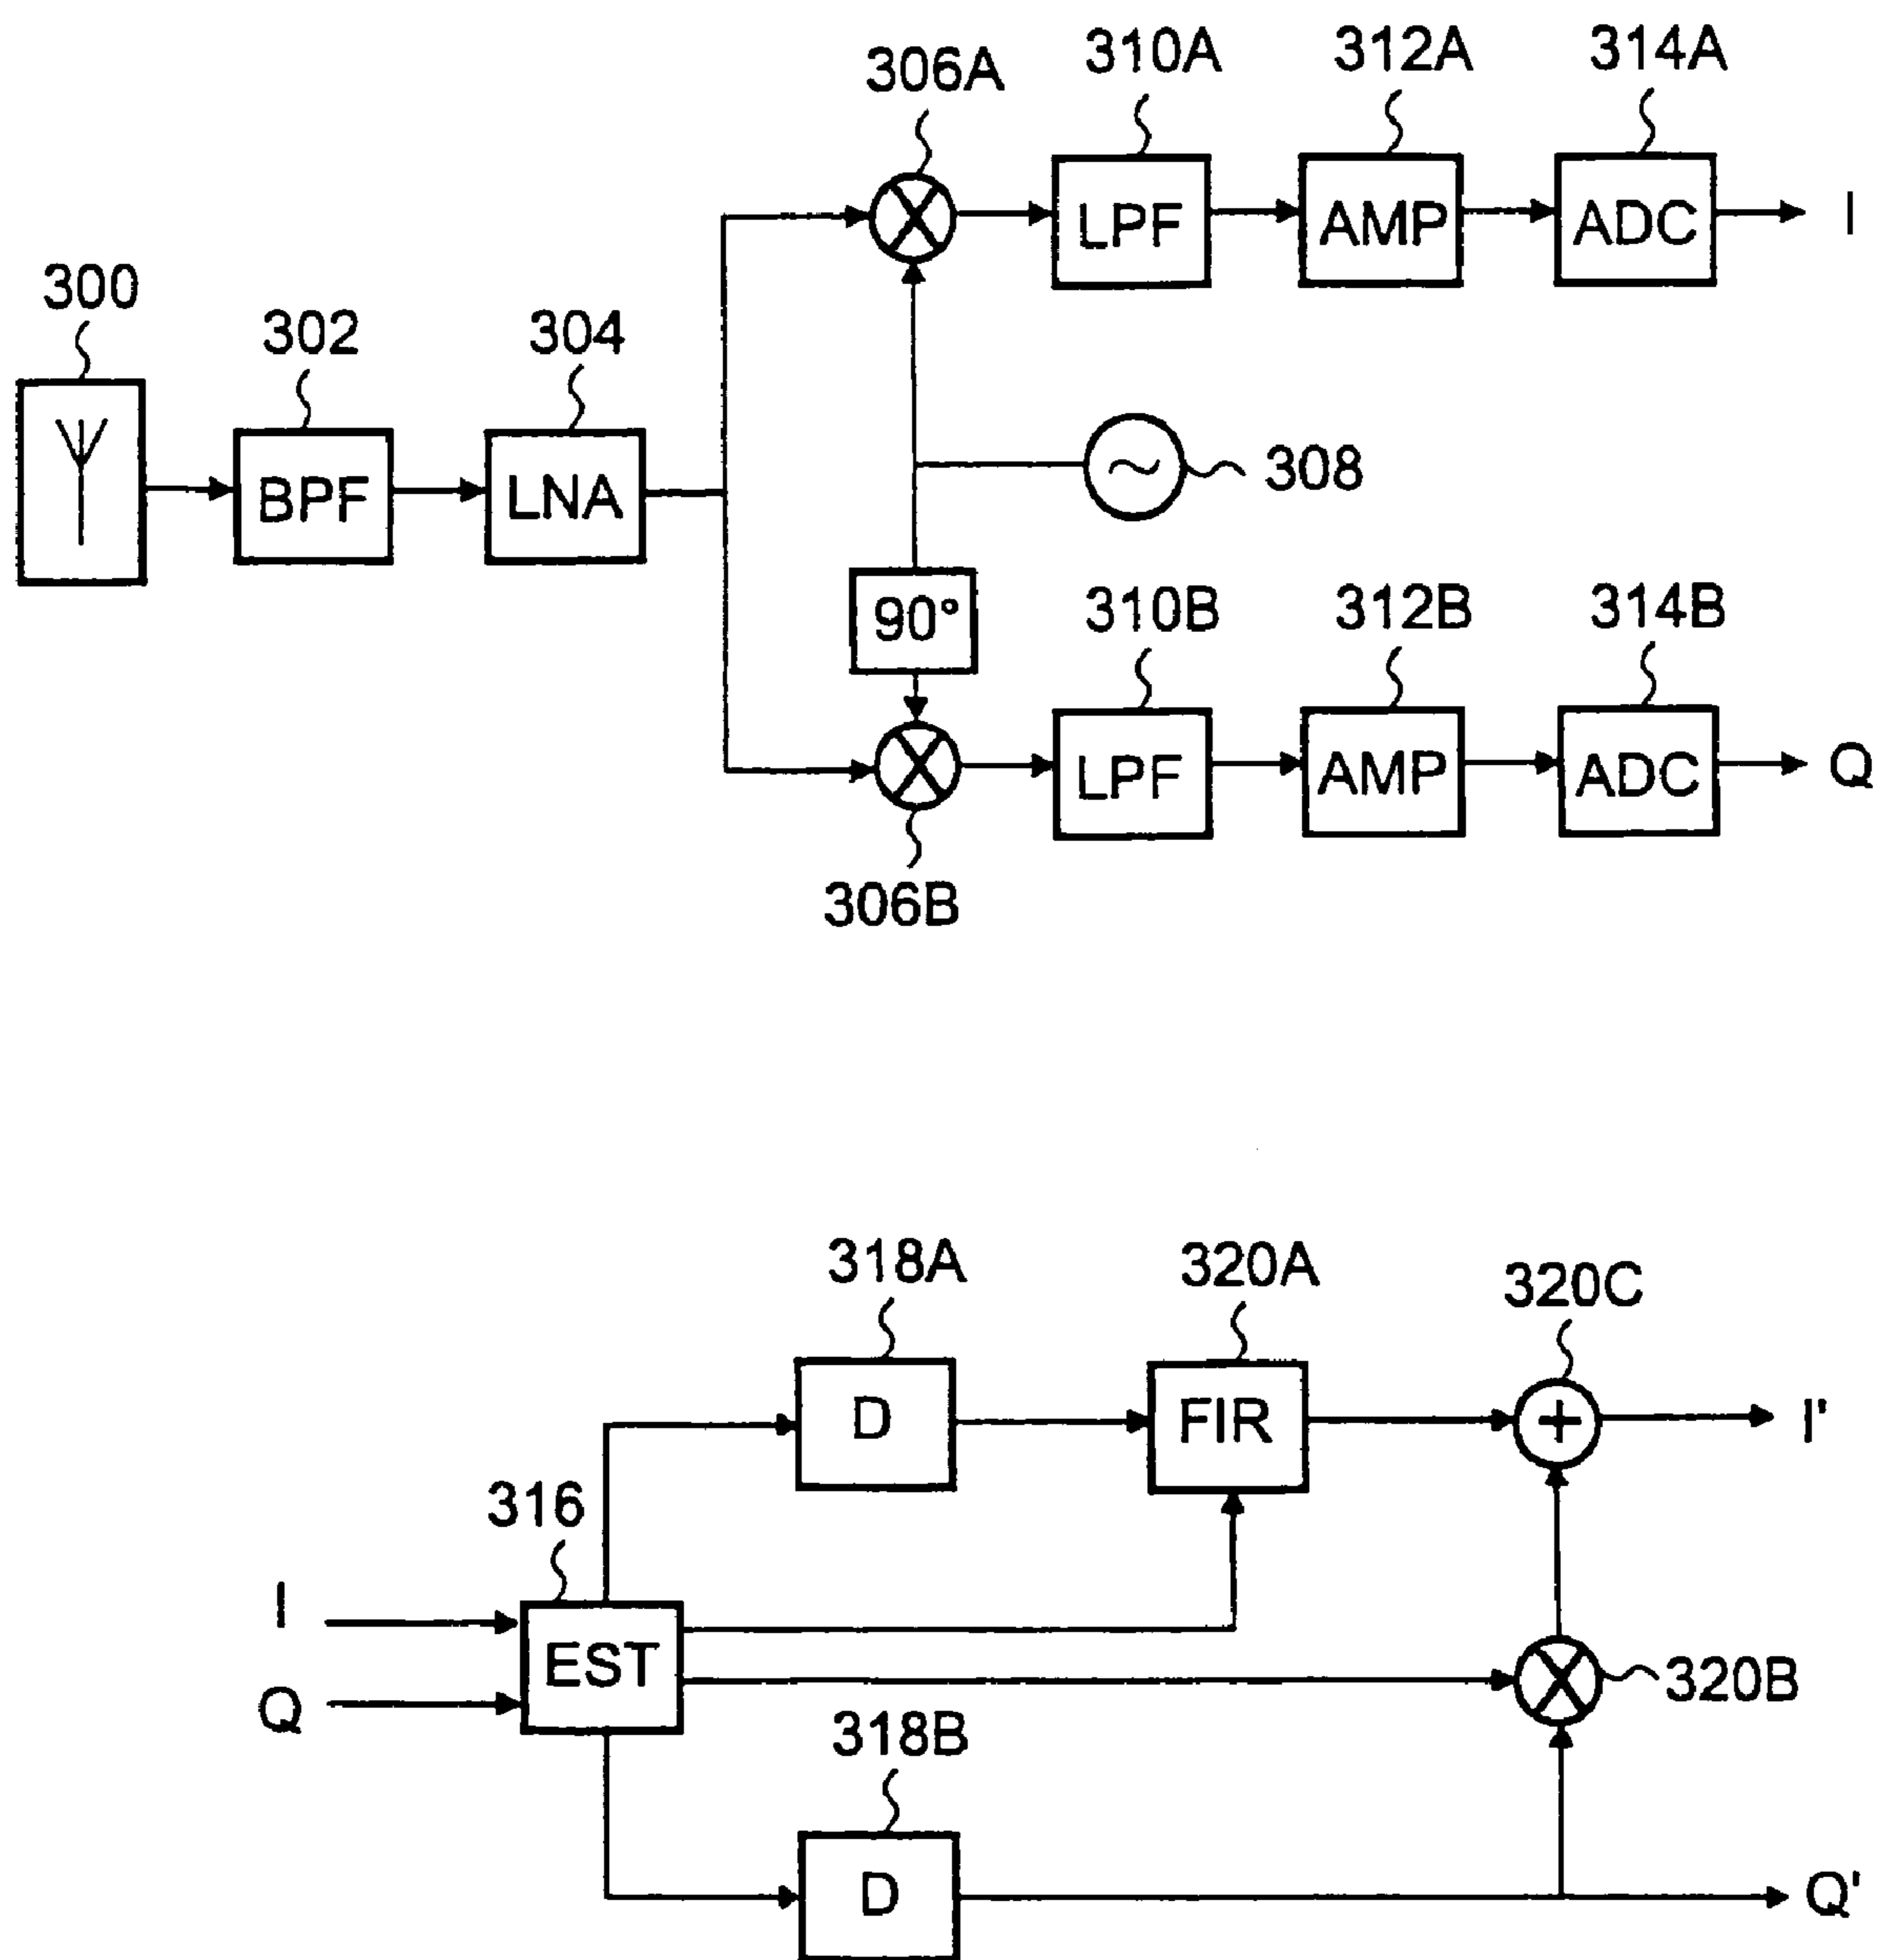 306A 310A 312A 314A
LPF AMP ADC I
300 302 304
BPF LNA 308
90° 310B 312B 314B
LPF AMP ADC Q
306B
318A 320A 320C
D FIR + I'
316
I EST
Q 320B
318B
D Q'